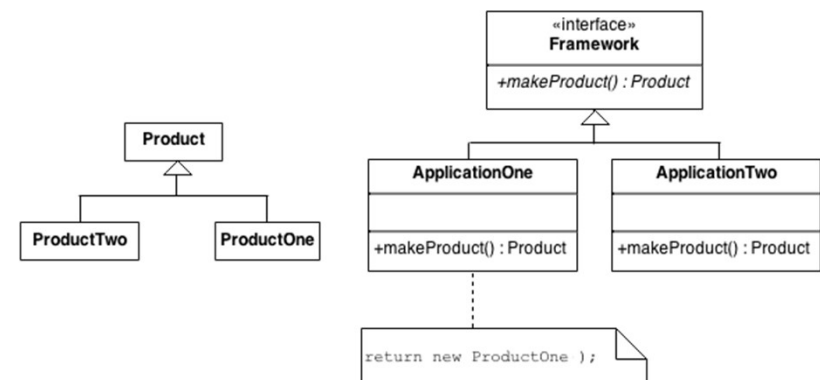 «interface»
Framework
+makeProduct() : Product
Product
ProductTwo
ProductOne
ApplicationOne
+makeProduct() : Product
ApplicationTwo
+makeProduct() : Product
return new ProductOne );